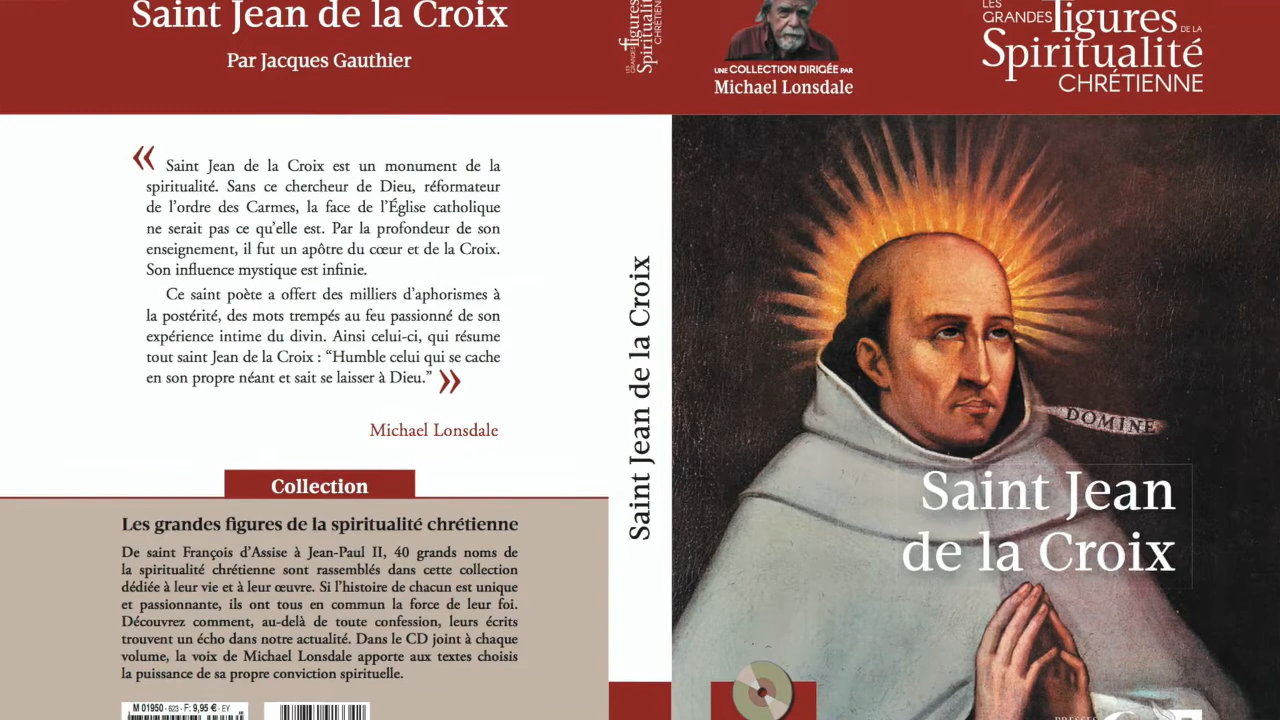 Saint Jean de la Croix
Par Jacques Gauthier
« Saint Jean de la Croix est un monument de la
spiritualité. Sans ce chercheur de Dieu, réformateur
de l’ordre des Carmes, la face de l’Église catholique
ne serait pas ce qu’elle est. Par la profondeur de son
enseignement, il fut un apôtre du cœur et de la Croix.
Son influence mystique est infinie.
Ce saint poète a offert des milliers d’aphorismes à
la postérité, des mots trempés au feu passionné de son
expérience intime du divin. Ainsi celui-ci, qui résume
tout saint Jean de la Croix : “Humble celui qui se cache
en son propre néant et sait se laisser à Dieu.” »
Michael Lonsdale
Collection
Les grandes figures de la spiritualité chrétienne
De saint François d’Assise à Jean-Paul II, 40 grands noms de
la spiritualité chrétienne sont rassemblés dans cette collection
dédiée à leur vie et à leur œuvre. Si l’histoire de chacun est unique
et passionnante, ils ont tous en commun la force de leur foi.
Découvrez comment, au-delà de toute confession, leurs écrits
trouvent un écho dans notre actualité. Dans le CD joint à chaque
volume, la voix de Michael Lonsdale apporte aux textes choisis
la puissance de sa propre conviction spirituelle.
M 01950 - 623 - F: 9,95 € - EY
LES
GRANDES
figures
Spiritualité
CHRÉTIENNE
Saint Jean de la Croix
UNE COLLECTION DIRIGÉE PAR
Michael Lonsdale
LES
GRANDES figures DE LA
Spiritualité
CHRÉTIENNE
DOMINE
Saint Jean
de la Croix
PRESSES